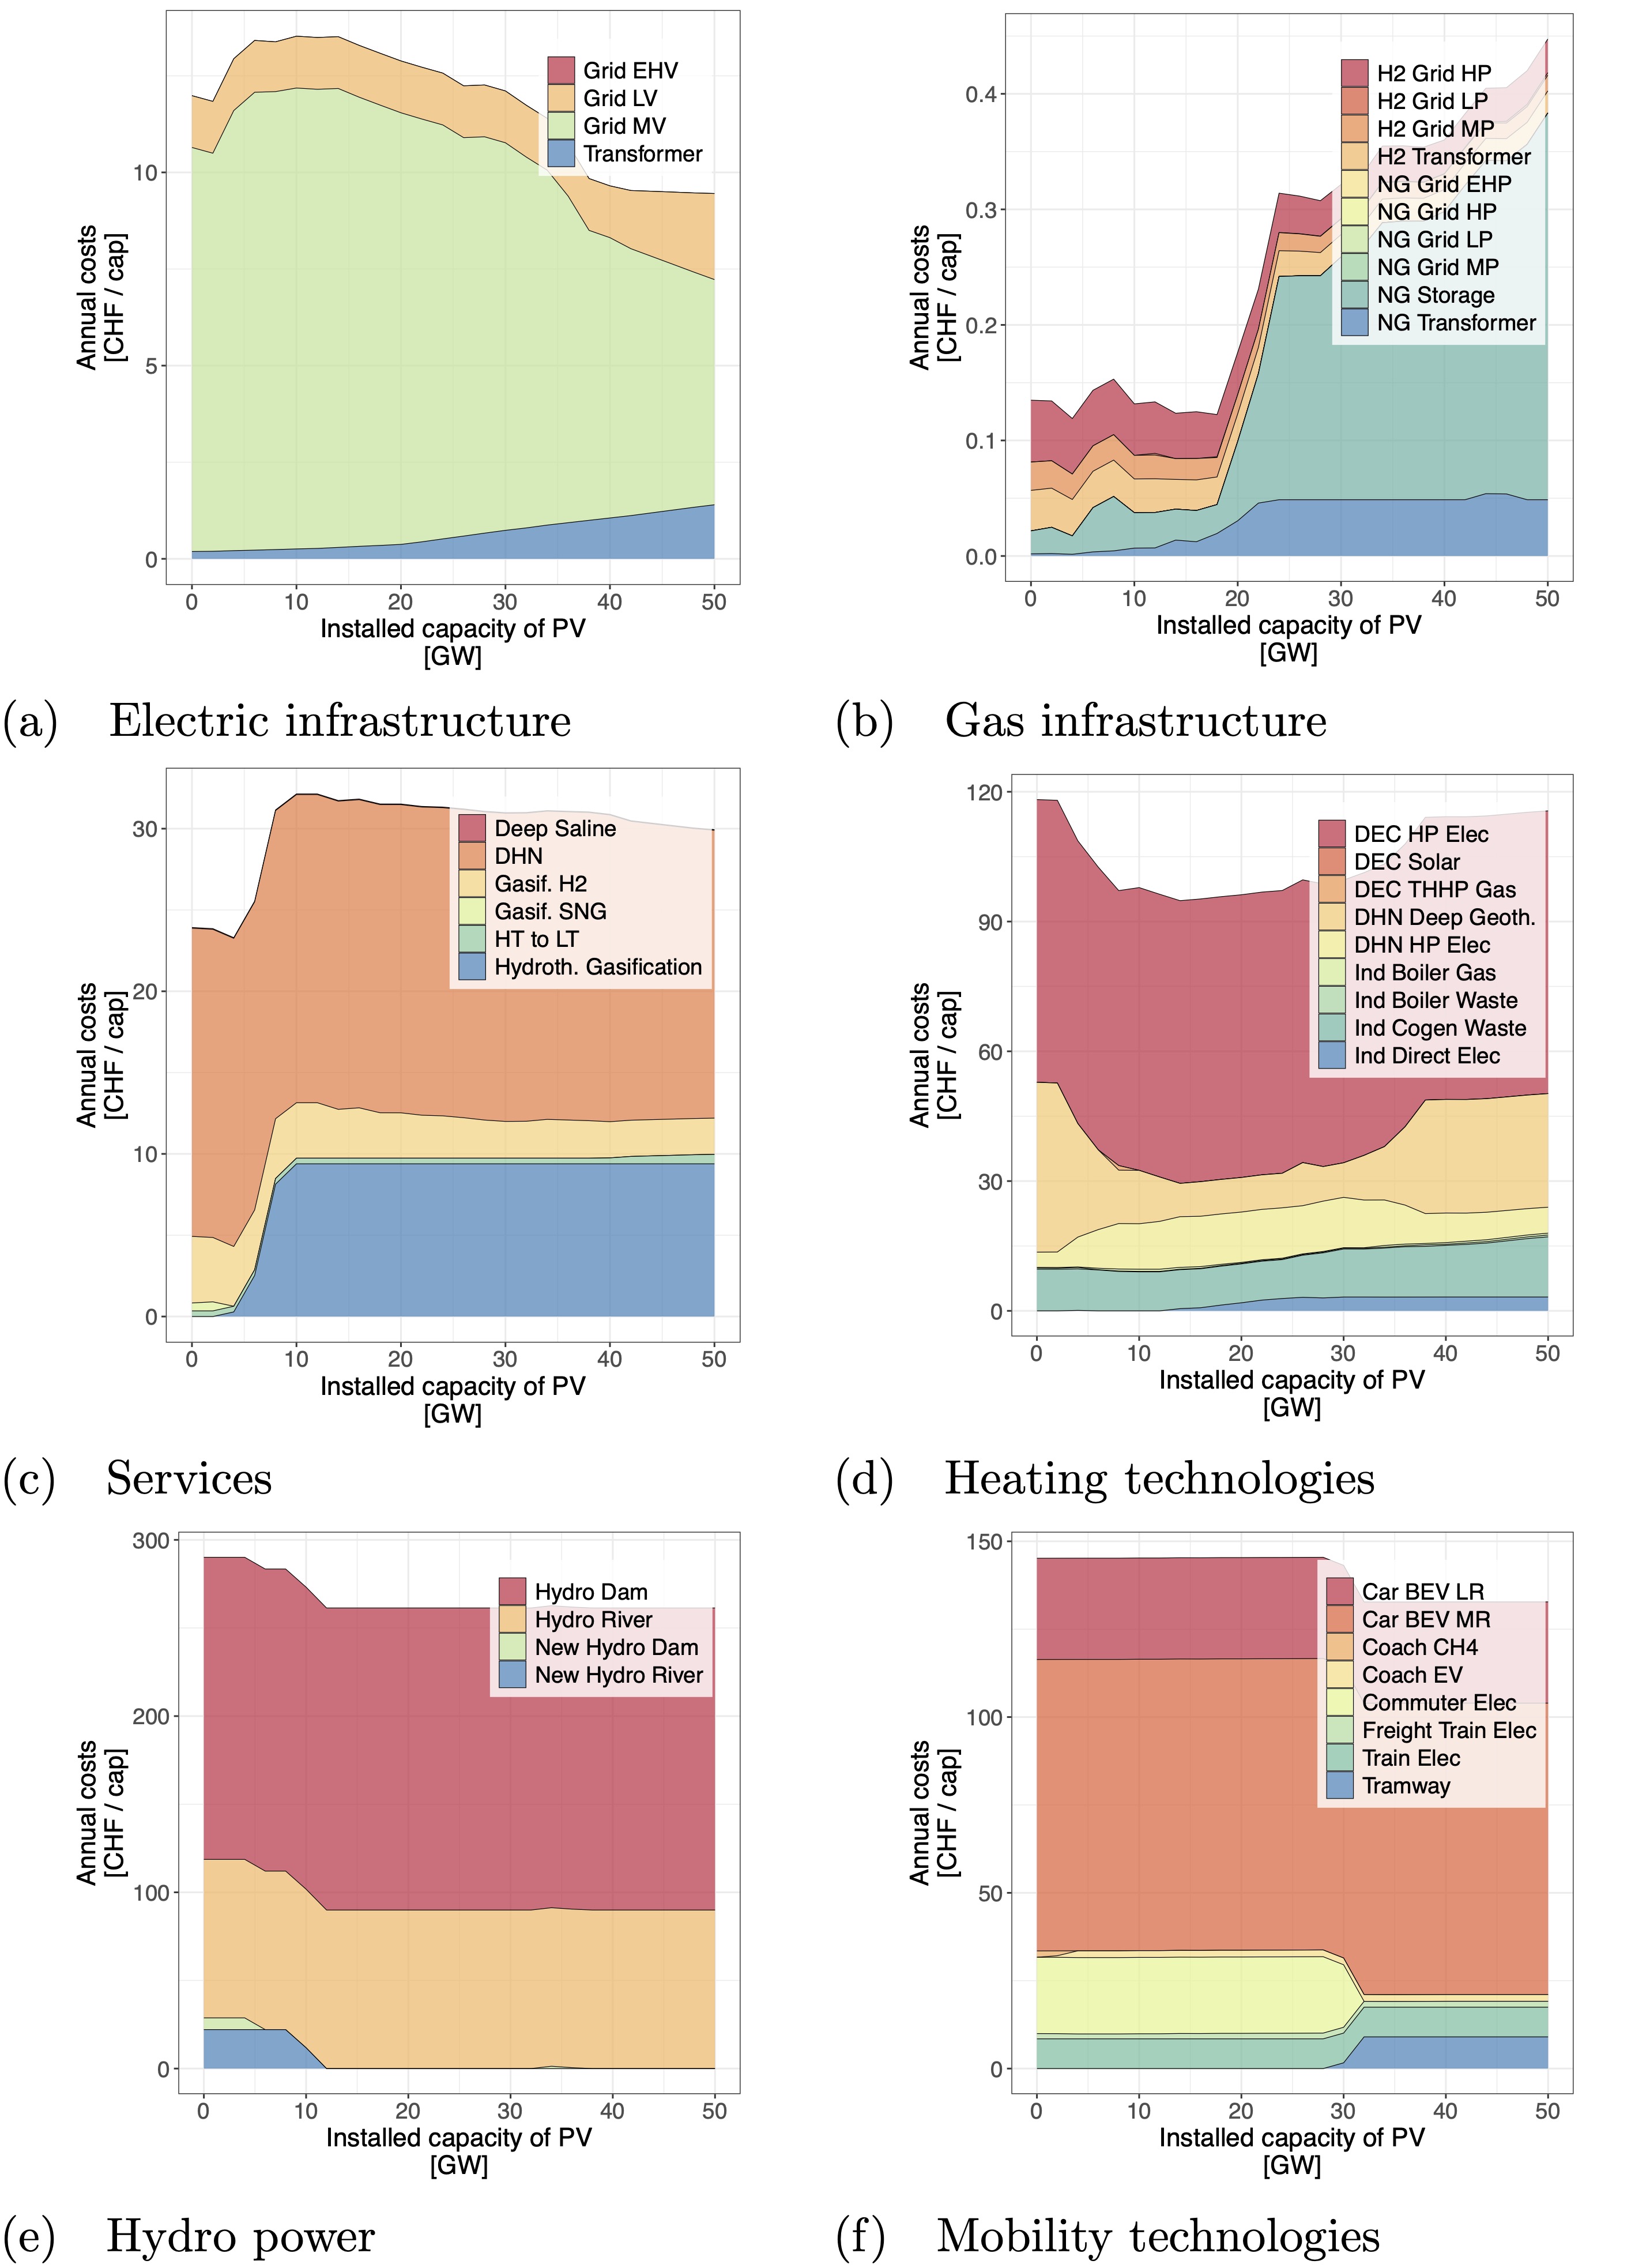 Annual costs
[CHF / cap]
10
5
0
Grid EHV
Grid LV
Grid MV
Transformer
0 10 20 30 40 50
Installed capacity of PV
[GW]
(a) Electric infrastructure
Annual costs
[CHF / cap]
0.4
0.3
0.2
0.1
0.0
H2 Grid HP
H2 Grid LP
H2 Grid MP
H2 Transformer
NG Grid EHP
NG Grid HP
NG Grid LP
NG Grid MP
NG Storage
NG Transformer
0 10 20 30 40 50
Installed capacity of PV
[GW]
(b) Gas infrastructure
Annual costs
[CHF / cap]
30
20
10
0
Deep Saline
DHN
Gasif. H2
Gasif. SNG
HT to LT
Hydroth. Gasification
0 10 20 30 40 50
Installed capacity of PV
[GW]
(c) Services
Annual costs
[CHF / cap]
120
90
60
30
0
DEC HP Elec
DEC Solar
DEC THHP Gas
DHN Deep Geoth.
DHN HP Elec
Ind Boiler Gas
Ind Boiler Waste
Ind Cogen Waste
Ind Direct Elec
0 10 20 30 40 50
Installed capacity of PV
[GW]
(d) Heating technologies
Annual costs
[CHF / cap]
300
200
100
0
Hydro Dam
Hydro River
New Hydro Dam
New Hydro River
0 10 20 30 40 50
Installed capacity of PV
[GW]
(e) Hydro power
Annual costs
[CHF / cap]
150
100
50
0
Car BEV LR
Car BEV MR
Coach CH4
Coach EV
Commuter Elec
Freight Train Elec
Train Elec
Tramway
0 10 20 30 40 50
Installed capacity of PV
[GW]
(f) Mobility technologies